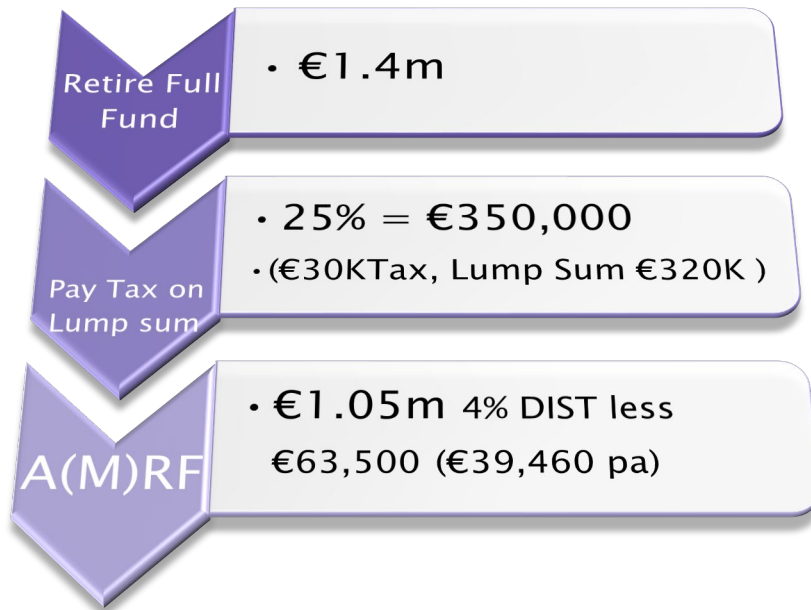 Retire Full
Fund
• €1.4m
Pay Tax on
Lump sum
• 25% = €350,000
• (€30KTax, Lump Sum €320K )
A(M)RF
• €1.05m 4% DIST less
€63,500 (€39,460 pa)